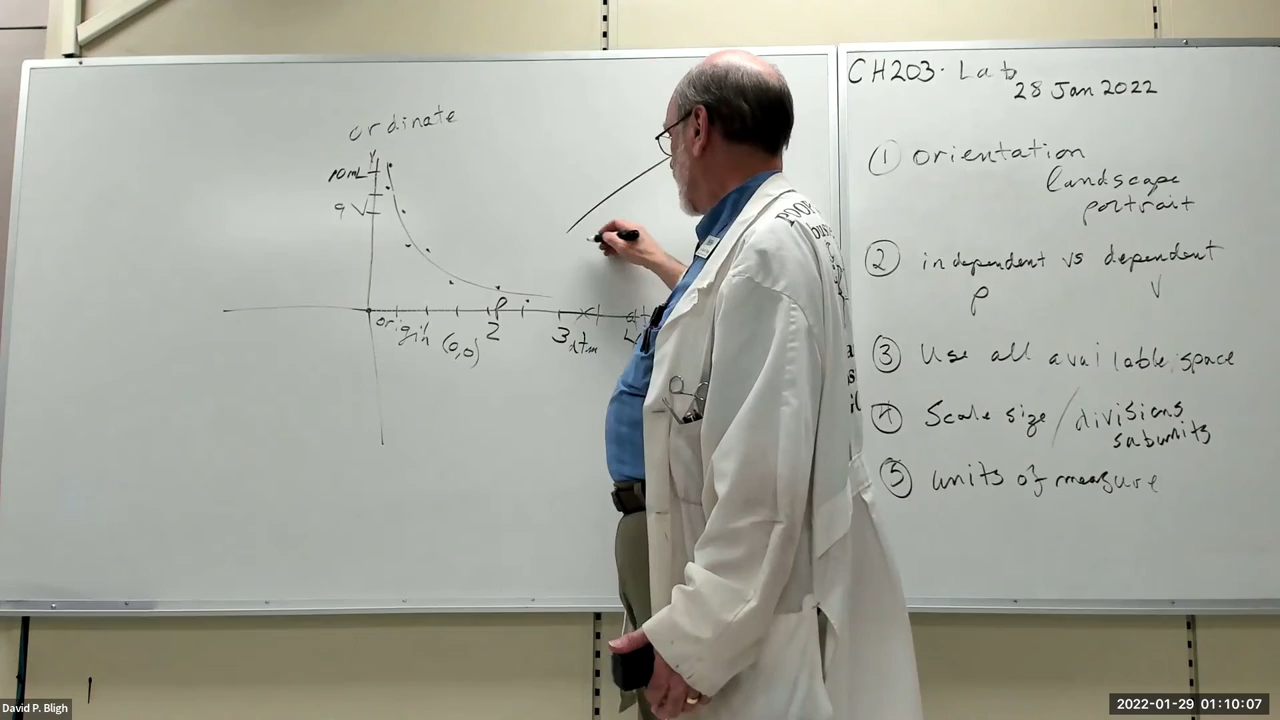 ordinate
y
10 mL
9 V
origin
(0,0)
2
P
3
atm
CH203 · Lab
28 Jan 2022
① orientation
landscape
portrait
② independent vs dependent
P V
③ Use all available space
④ Scale size / divisions
subunits
⑤ units of measure
David P. Bligh
2022-01-29 01:10:07